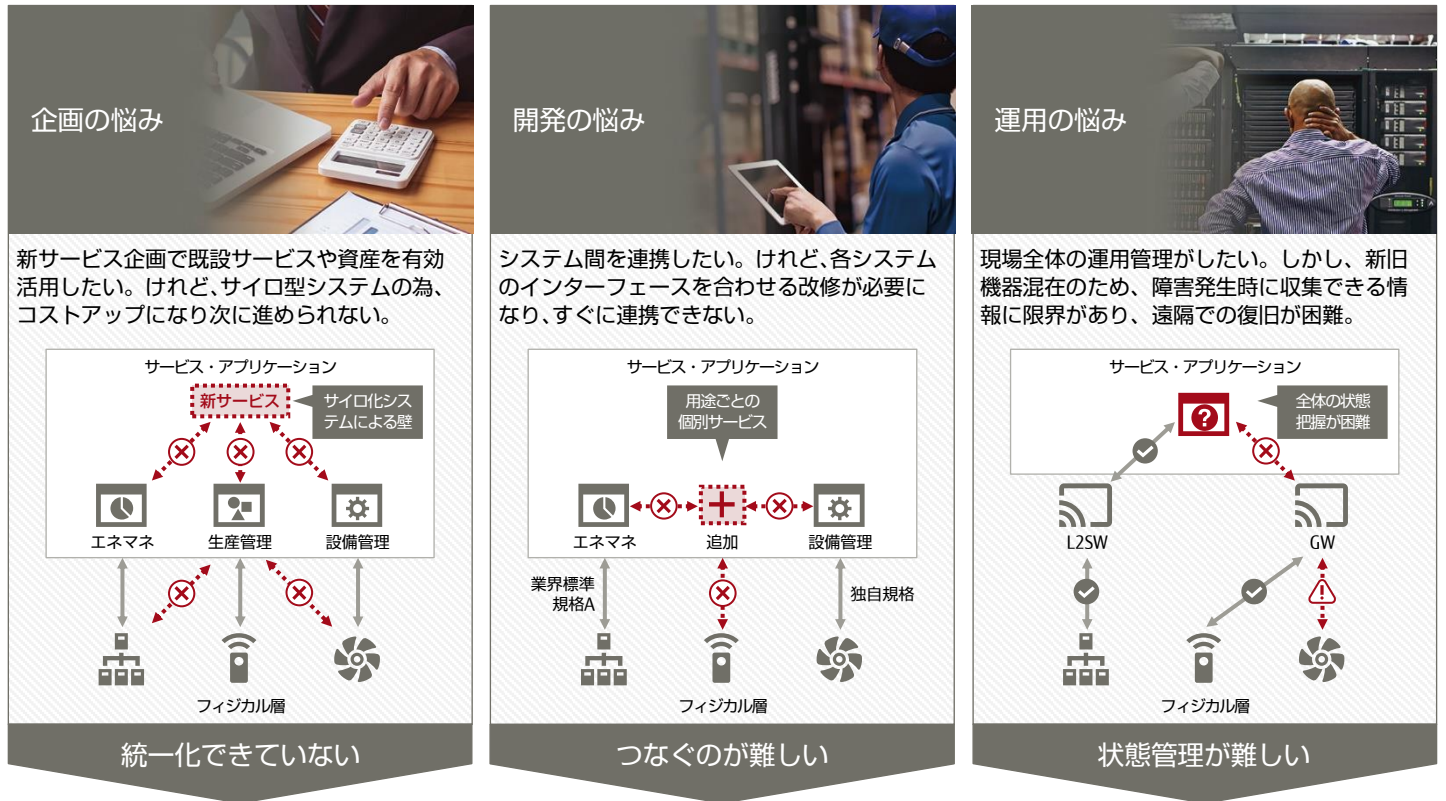 企画の悩み
新サービス企画で既設サービスや資産を有効
活用したい。けれど、サイロ型システムの為、
コストアップになり次に進められない。
サービス・アプリケーション
新サービス
サイロ化シス
テムによる壁
エネマネ
生産管理
設備管理
フィジカル層
統一化できていない
開発の悩み
システム間を連携したい。けれど、各システム
のインターフェースを合わせる改修が必要に
なり、すぐに連携できない。
サービス・アプリケーション
用途ごとの
個別サービス
エネマネ
追加
設備管理
業界標準
規格A
独自規格
フィジカル層
つなぐのが難しい
運用の悩み
現場全体の運用管理がしたい。しかし、新旧
機器混在のため、障害発生時に収集できる情
報に限界があり、遠隔での復旧が困難。
サービス・アプリケーション
全体の状態
把握が困難
L2SW
GW
フィジカル層
状態管理が難しい